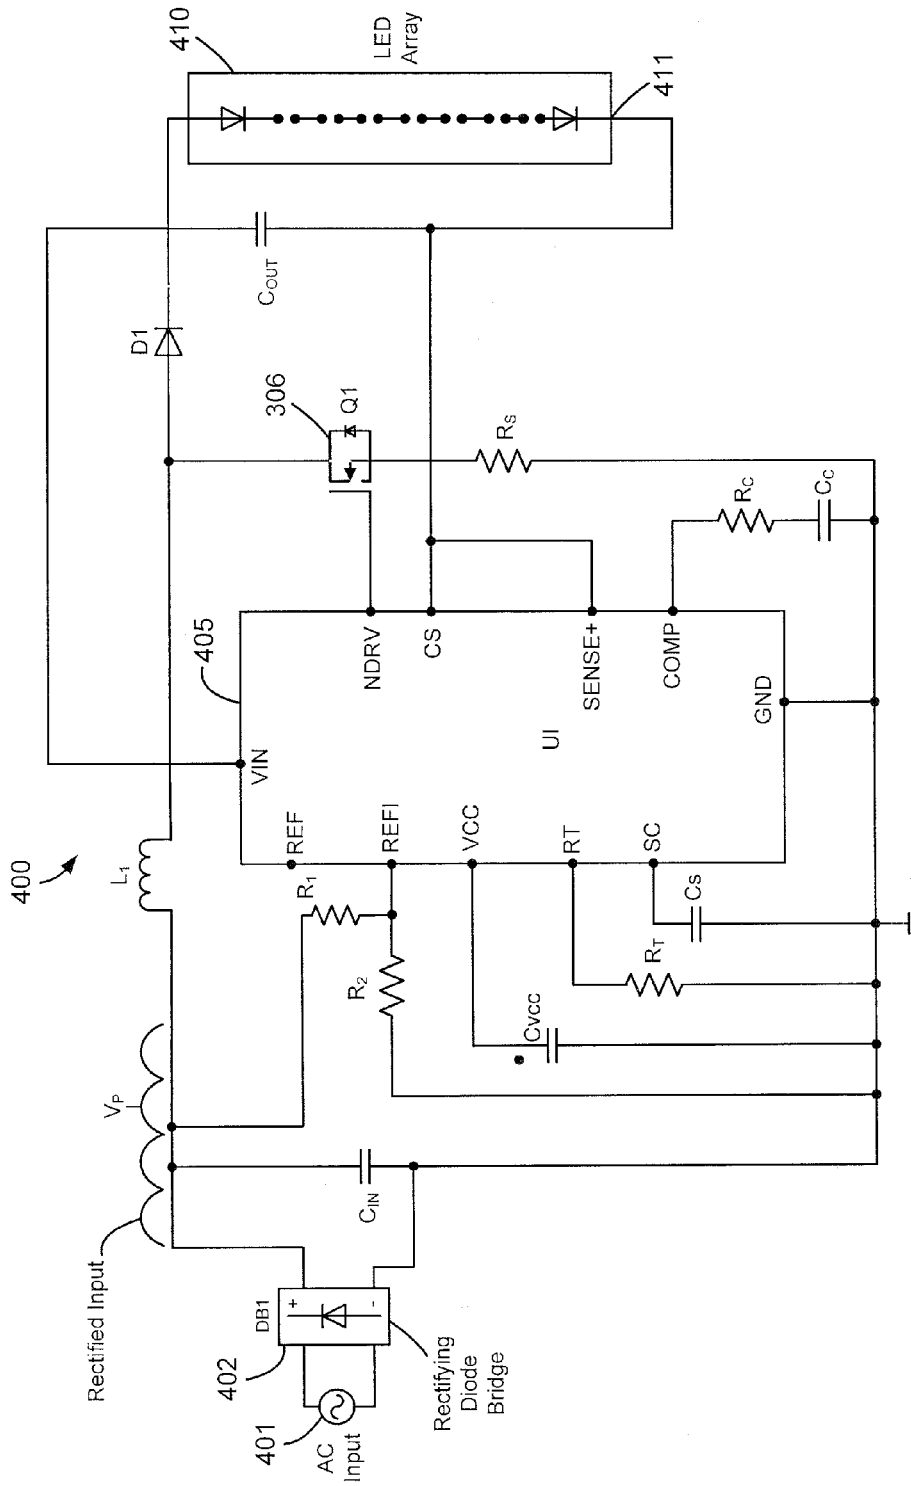 400
Rectified Input
VP
L1
D1
410
LED
Array
411
COUT
306
Q1
RS
405
VIN
REF
REFI
VCC
RT
SC
NDRV
CS
SENSE+
COMP
GND
UI
RC
CC
R1
R2
CIN
Cvcc
RT
Cs
DB1
+
-
402
401
AC
Input
Rectifying
Diode
Bridge